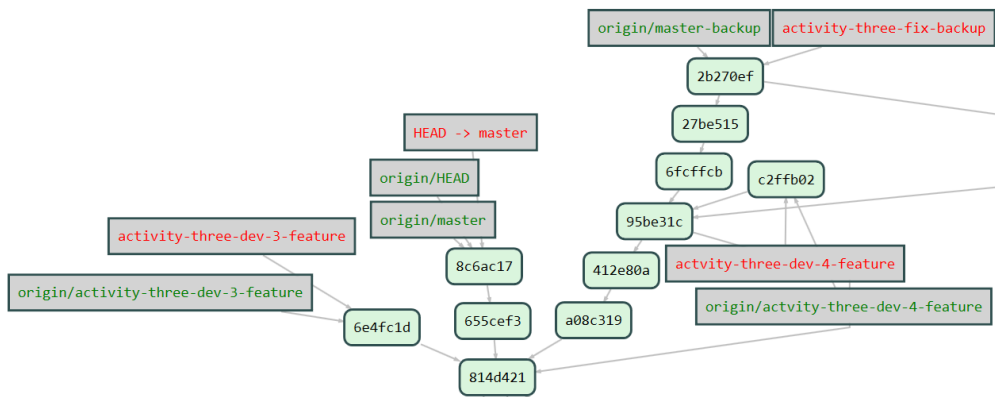 origin/master-backup
activity-three-fix-backup
2b270ef
27be515
HEAD -> master
6fcffcb
c2ffb02
origin/HEAD
origin/master
95be31c
activity-three-dev-3-feature
8c6ac17
412e80a
actvity-three-dev-4-feature
origin/activity-three-dev-3-feature
origin/actvity-three-dev-4-feature
6e4fc1d
655cef3
a08c319
814d421